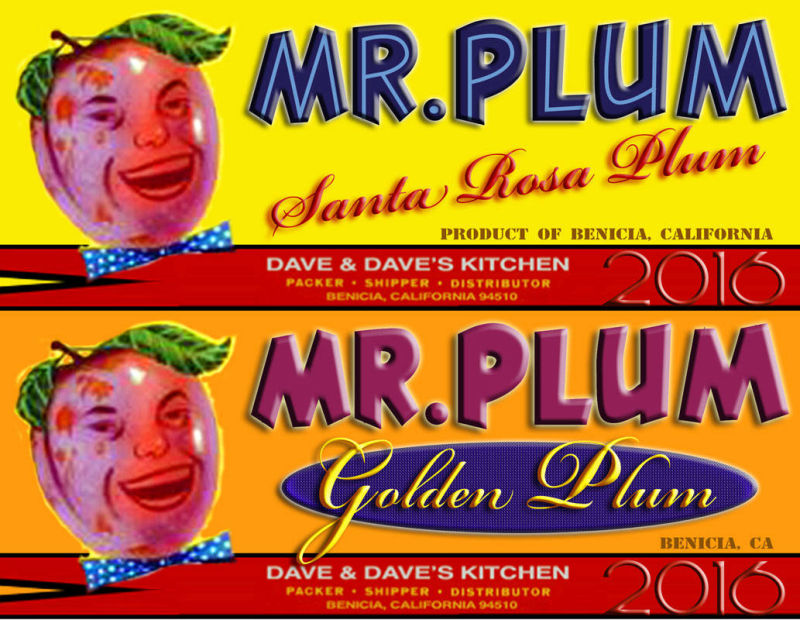 MR. PLUM
Santa Rosa Plum
PRODUCT OF BENICIA, CALIFORNIA
DAVE & DAVE'S KITCHEN
PACKER · SHIPPER · DISTRIBUTOR
BENICIA, CALIFORNIA 94510
2016
MR. PLUM
Golden Plum
BENICIA, CA
DAVE & DAVE'S KITCHEN
PACKER · SHIPPER · DISTRIBUTOR
BENICIA, CALIFORNIA 94510
2016